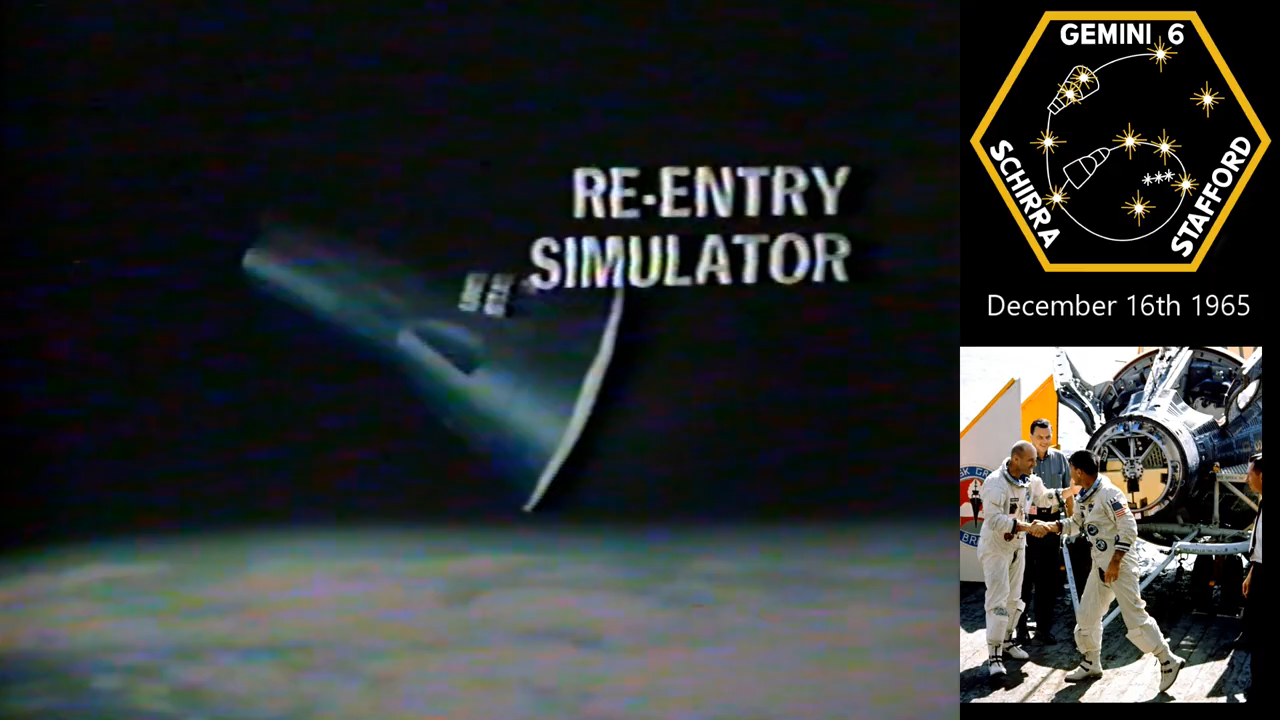 RE-ENTRY
SIMULATOR
GEMINI 6
SCHIRRA
STAFFORD
December 16th 1965